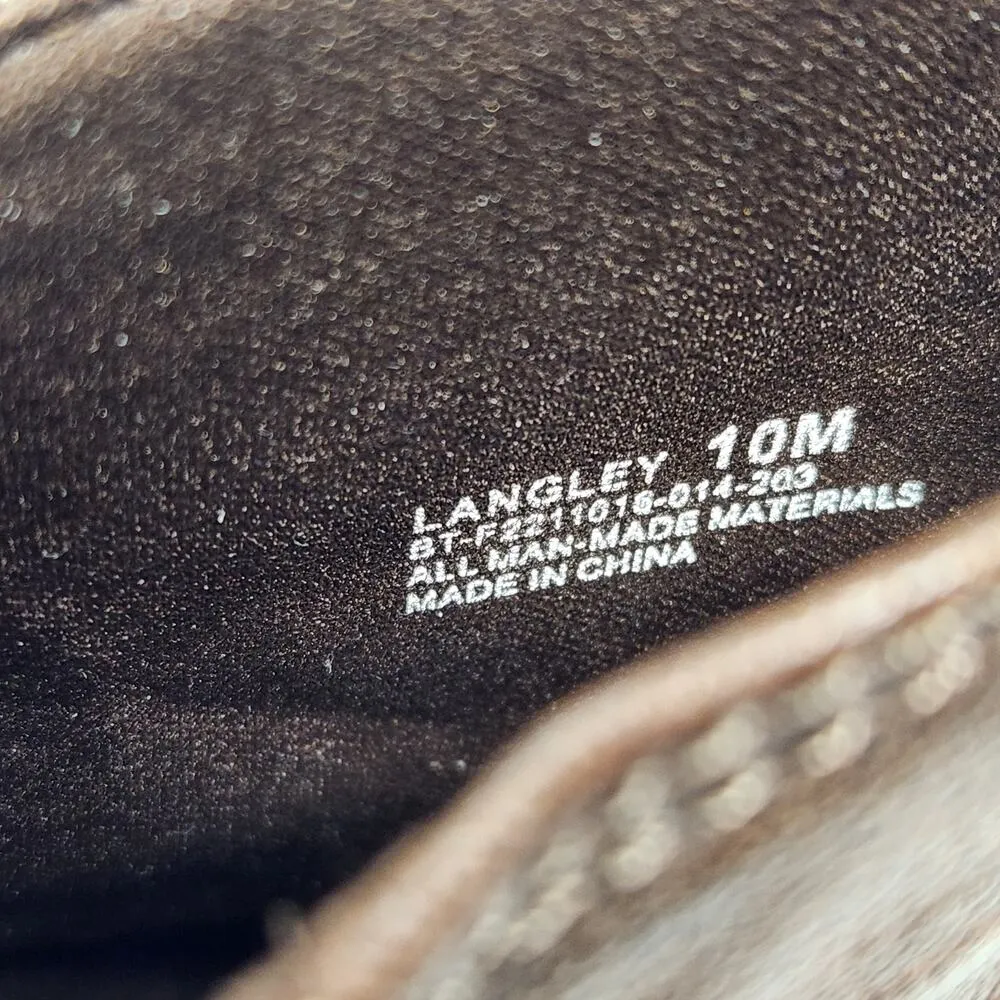 LANGLEY 10M
BT-F2211016-014-203
ALL MAN-MADE MATERIALS
MADE IN CHINA